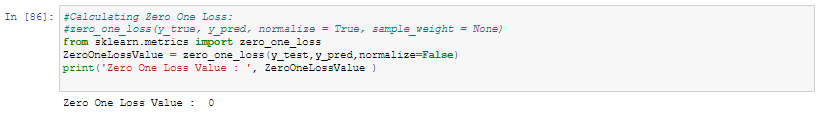 In [86]: #Calculating Zero One Loss:
#zero_one_loss(y_true, y_pred, normalize = True, sample_weight = None)
from sklearn.metrics import zero_one_loss
ZeroOneLossValue = zero_one_loss(y_test,y_pred,normalize=False)
print('Zero One Loss Value : ', ZeroOneLossValue )
Zero One Loss Value :  0